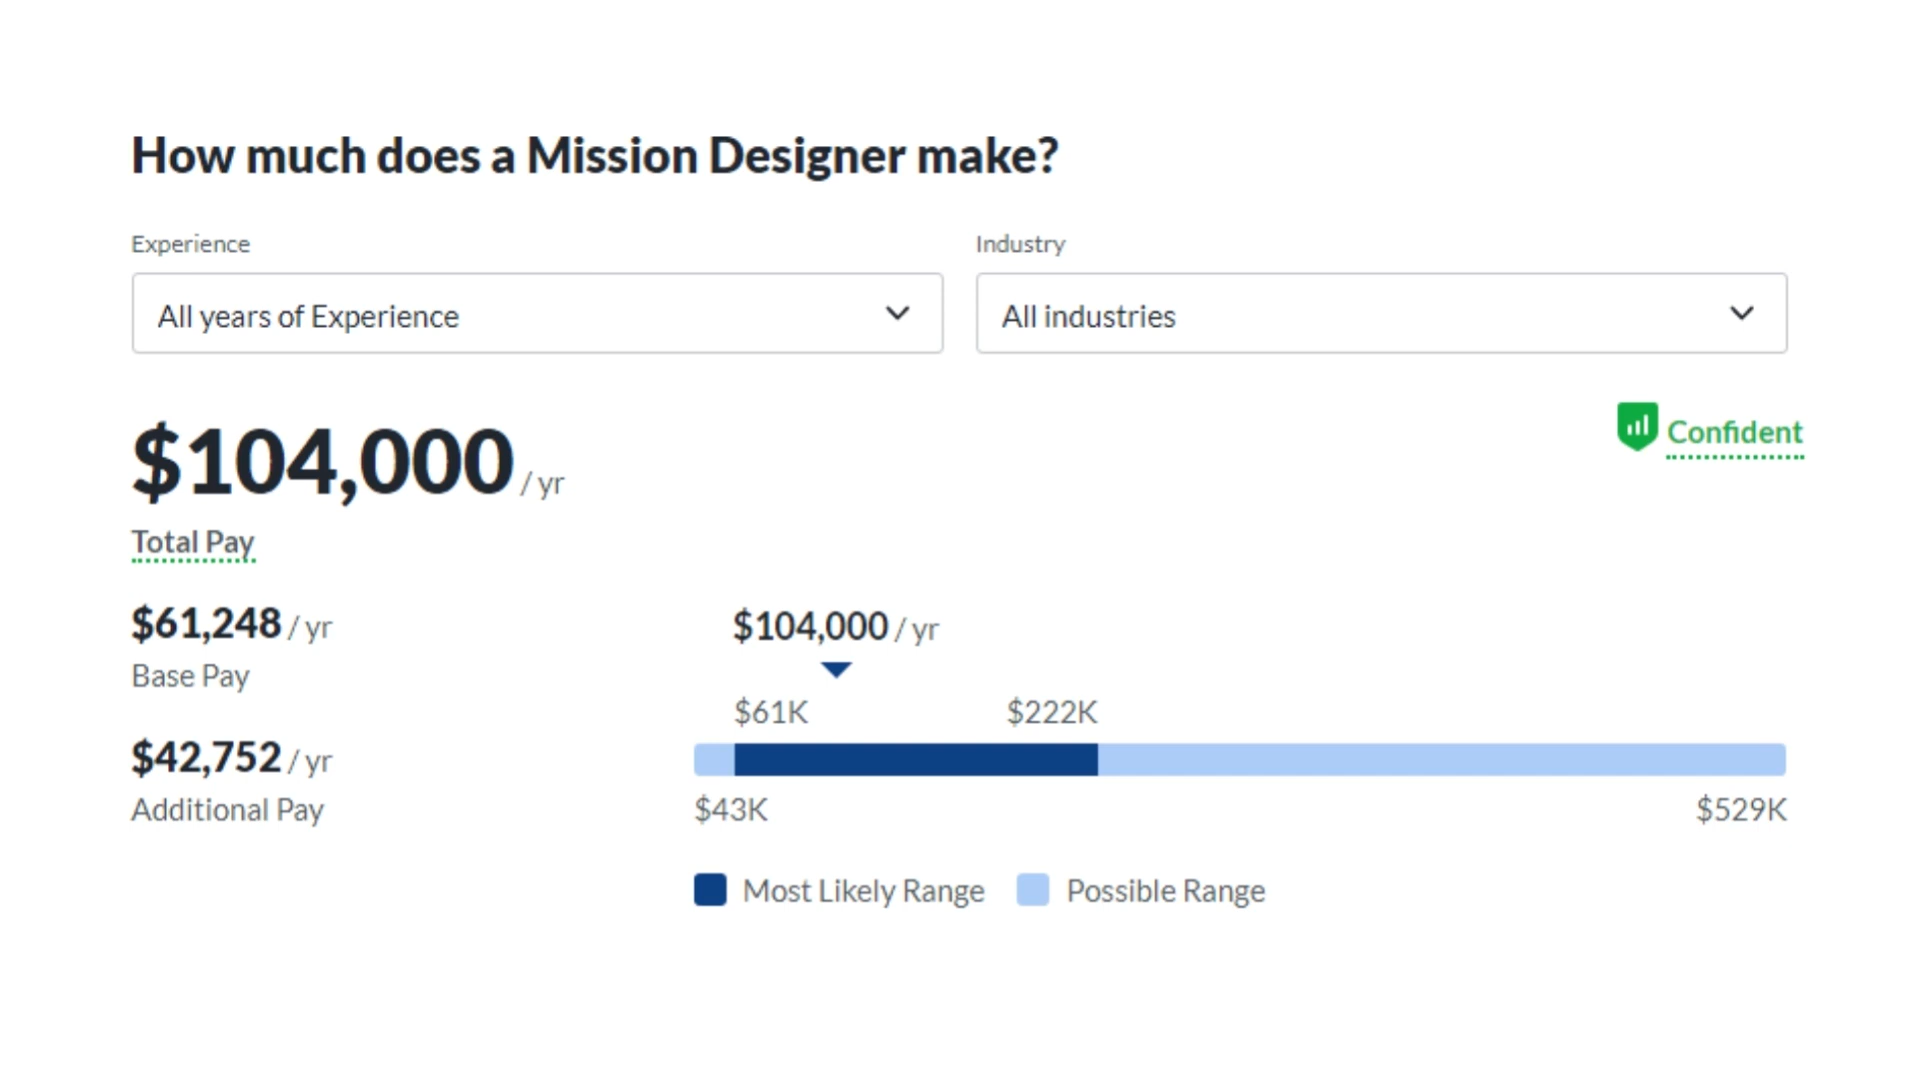 How much does a Mission Designer make?
Experience
Industry
All years of Experience
All industries
$104,000 / yr
Confident
Total Pay
$61,248 / yr
Base Pay
$42,752 / yr
Additional Pay
$104,000 / yr
$61K
$222K
$43K
$529K
Most Likely Range
Possible Range